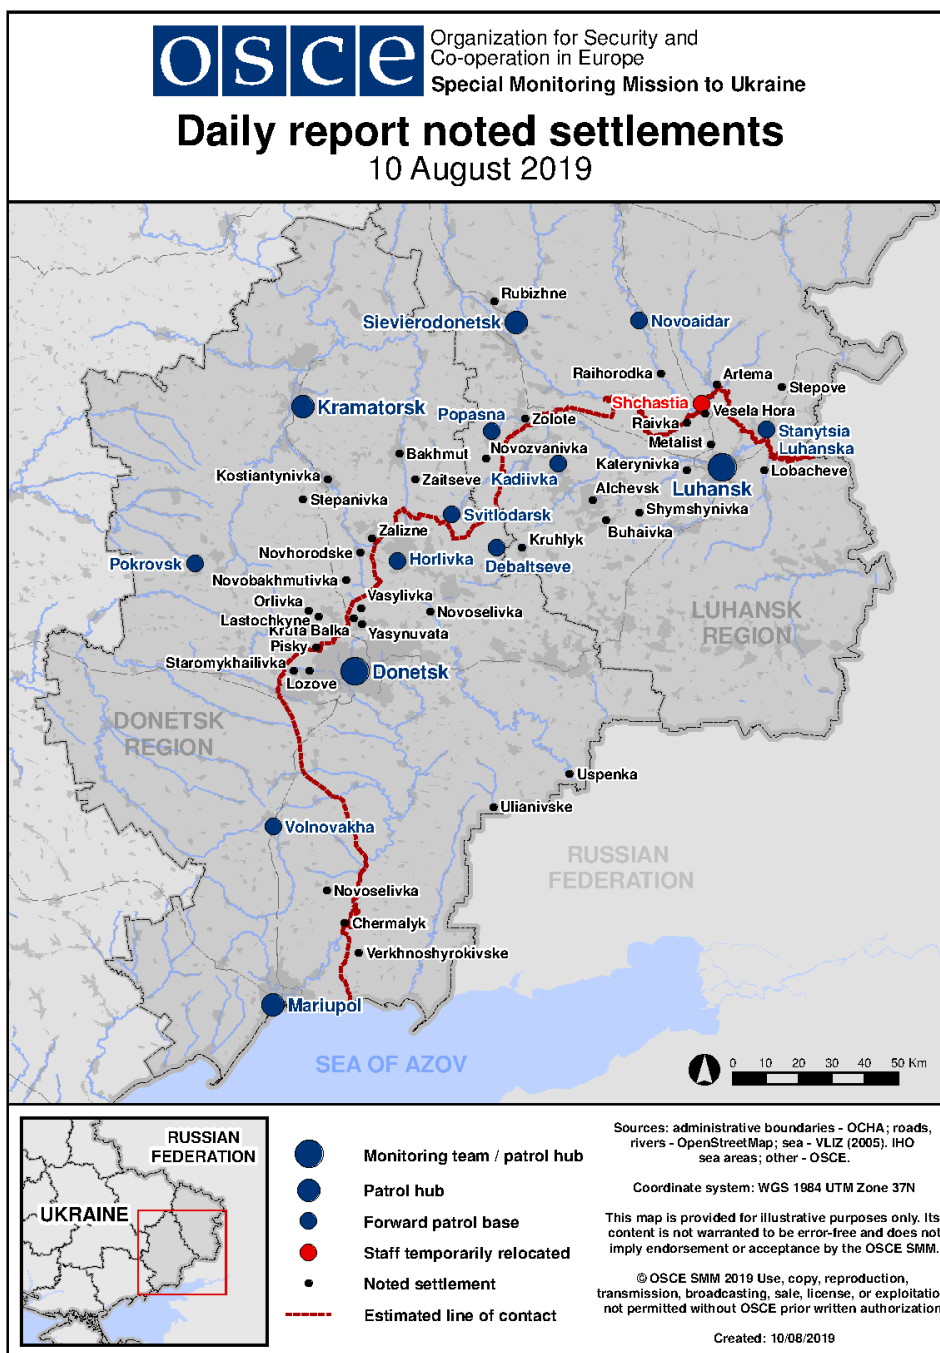 osce
Organization for Security and
Co-operation in Europe
Special Monitoring Mission to Ukraine
Daily report noted settlements
10 August 2019
Rubizhne
Sievierodonetsk
Novoaidar
Raihorodka
Artema
Stepove
Shchastia
Kramatorsk
Popasna
Zolote
Vesela Hora
Raivka
Stanytsia
Luhanska
Metalist
Bakhmut
Novozvanivka
Kadiivka
Katerynivka
Lobacheve
Kostiantynivka
Zaitseve
Luhansk
Stepanivka
Alchevsk
Svitlodarsk
Shymshynivka
Buhaivka
Zalizne
Kruhlyk
Novhorodske
Horlivka
Debaltseve
Pokrovsk
Novobakhmutivka
Vasylivka
Orlivka
Novoselivka
Lastochkyne
Kruta Balka
Yasynuvata
LUHANSK
REGION
Pisky
Staromykhailivka
Donetsk
Lozove
DONETSK
REGION
Uspenka
Ulianivske
Volnovakha
RUSSIAN
FEDERATION
Novoselivka
Chermalyk
Verkhnoshyrokivske
Mariupol
SEA OF AZOV
0 10 20 30 40 50 Km
RUSSIAN
FEDERATION
UKRAINE
Monitoring team / patrol hub
Patrol hub
Forward patrol base
Staff temporarily relocated
Noted settlement
Estimated line of contact
Sources: administrative boundaries - OCHA; roads,
rivers - OpenStreetMap; sea - VLIZ (2005). IHO
sea areas; other - OSCE.
Coordinate system: WGS 1984 UTM Zone 37N
This map is provided for illustrative purposes only. Its
content is not warranted to be error-free and does not
imply endorsement or acceptance by the OSCE SMM.
© OSCE SMM 2019 Use, copy, reproduction,
transmission, broadcasting, sale, license, or exploitatio
not permitted without OSCE prior written authorization
Created: 10/08/2019